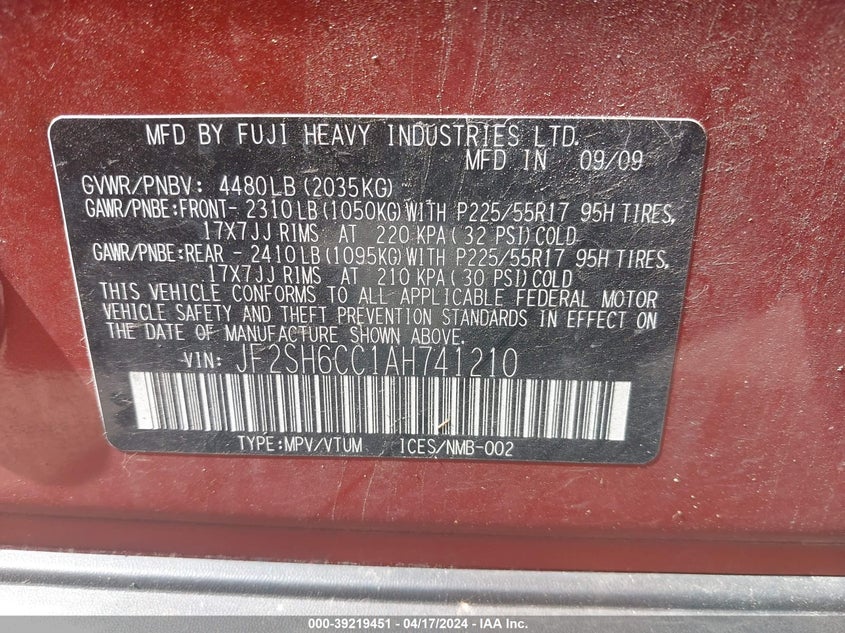 MFD BY FUJI HEAVY INDUSTRIES LTD.
MFD IN 09/09
GVWR/PNBV: 4480LB(2035KG)
GAWR/PNBE:FRONT- 2310LB(1050KG)WITH P225/55R17 95H TIRES,
17X7JJ RIMS AT 220 KPA(32 PSI)COLD
GAWR/PNBE:REAR - 2410LB(1095KG)WITH P225/55R17 95H TIRES,
17X7JJ RIMS AT 210 KPA(30 PSI)COLD
THIS VEHICLE CONFORMS TO ALL APPLICABLE FEDERAL MOTOR
VEHICLE SAFETY AND THEFT PREVENTION STANDARDS IN EFFECT ON
THE DATE OF MANUFACTURE SHOWN ABOVE.
VIN: JF2SH6CC1AH741210
TYPE:MPV/VTUM ICES/NMB-002
000-39219451 - 04/17/2024 - IAA, Inc.